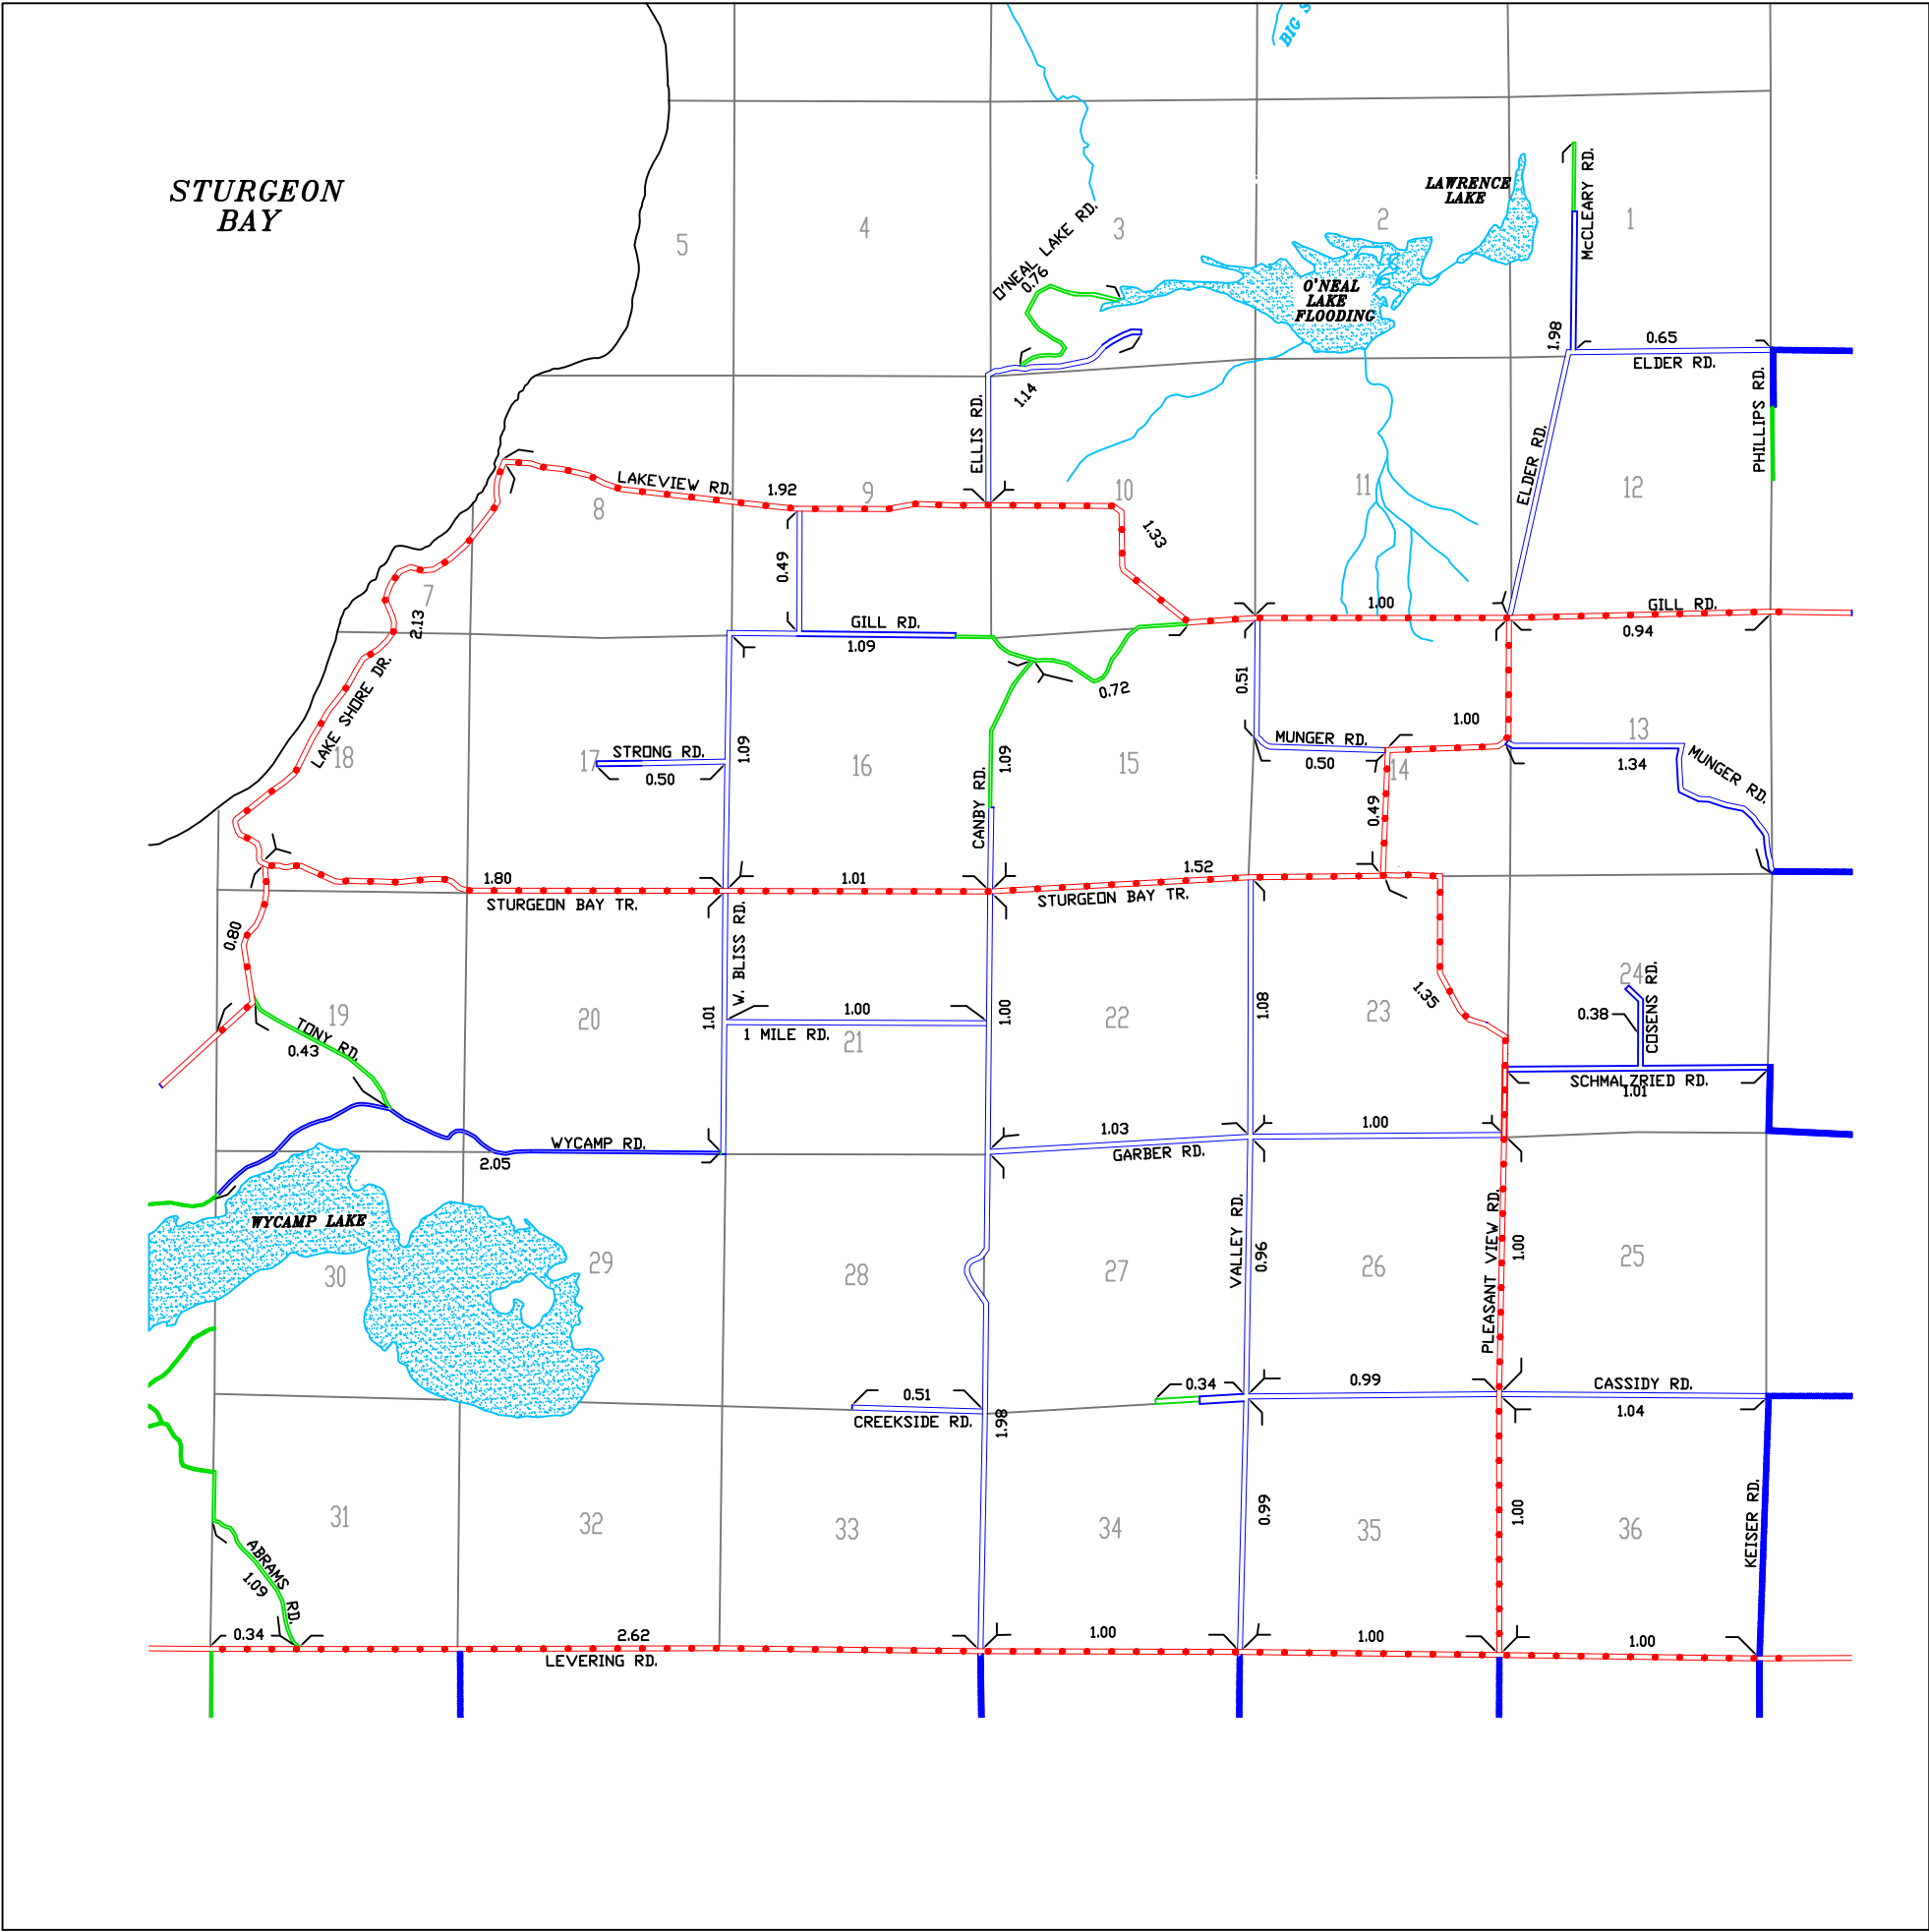 BIG S
STURGEON
BAY
LAWRENCE
LAKE
McCLEARY RD.
1
2
3
4
5
O'NEAL LAKE RD.
0.76
O'NEAL
LAKE
FLOODING
1.98
0.65
ELDER RD.
PHILLIPS RD.
1.14
ELLIS RD.
ELDER RD.
LAKEVIEW RD.
1.92
8
9
10
11
12
1.33
0.49
7
2.13
GILL RD.
1.09
1.00
GILL RD.
0.94
0.72
0.51
LAKE SHORE DR.
18
STRONG RD.
17
0.50
1.09
16
CANBY RD.
1.09
15
MUNGER RD.
0.50
1.00
14
13
1.34
MUNGER RD.
0.49
1.80
STURGEON BAY TR.
1.01
1.52
STURGEON BAY TR.
0.80
W. BLISS RD.
19
TONY RD.
0.43
20
1.01
1.00
1 MILE RD.
21
1.00
22
1.08
23
1.35
24
0.38
COSENS RD.
SCHMALZRIED RD.
1.01
WYCAMP RD.
2.05
1.03
GARBER RD.
1.00
WYCAMP LAKE
30
29
28
27
VALLEY RD.
0.96
26
PLEASANT VIEW RD.
1.00
25
0.51
CREEKSIDE RD.
1.98
0.34
0.99
CASSIDY RD.
1.04
31
32
33
34
0.99
35
1.00
36
KEISER RD.
ABRAMS RD.
1.09
0.34
2.62
LEVERING RD.
1.00
1.00
1.00